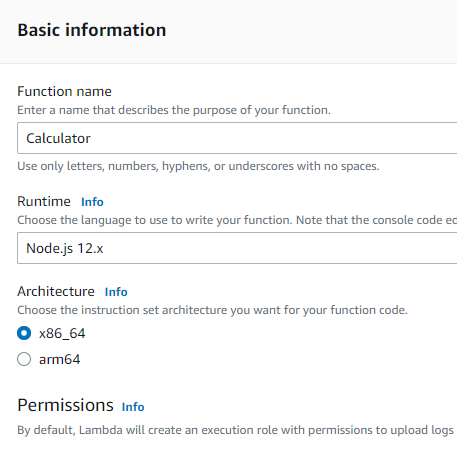 Basic information
Function name
Enter a name that describes the purpose of your function.
Calculator
Use only letters, numbers, hyphens, or underscores with no spaces.
Runtime Info
Choose the language to use to write your function. Note that the console code ed
Node.js 12.x
Architecture Info
Choose the instruction set architecture you want for your function code.
x86_64
arm64
Permissions Info
By default, Lambda will create an execution role with permissions to upload logs